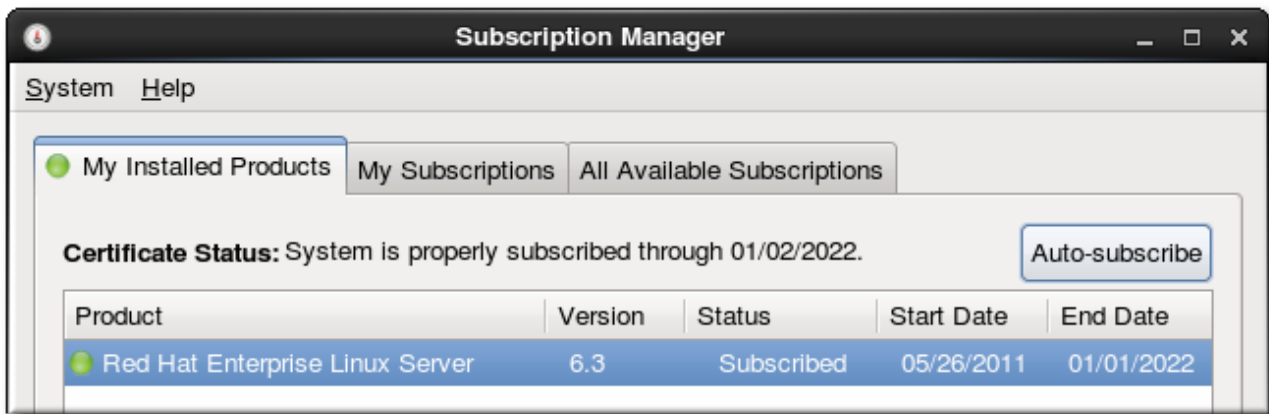 Subscription Manager
System Help
My Installed Products My Subscriptions All Available Subscriptions
Certificate Status: System is properly subscribed through 01/02/2022. Auto-subscribe
Product Version Status Start Date End Date
Red Hat Enterprise Linux Server 6.3 Subscribed 05/26/2011 01/01/2022